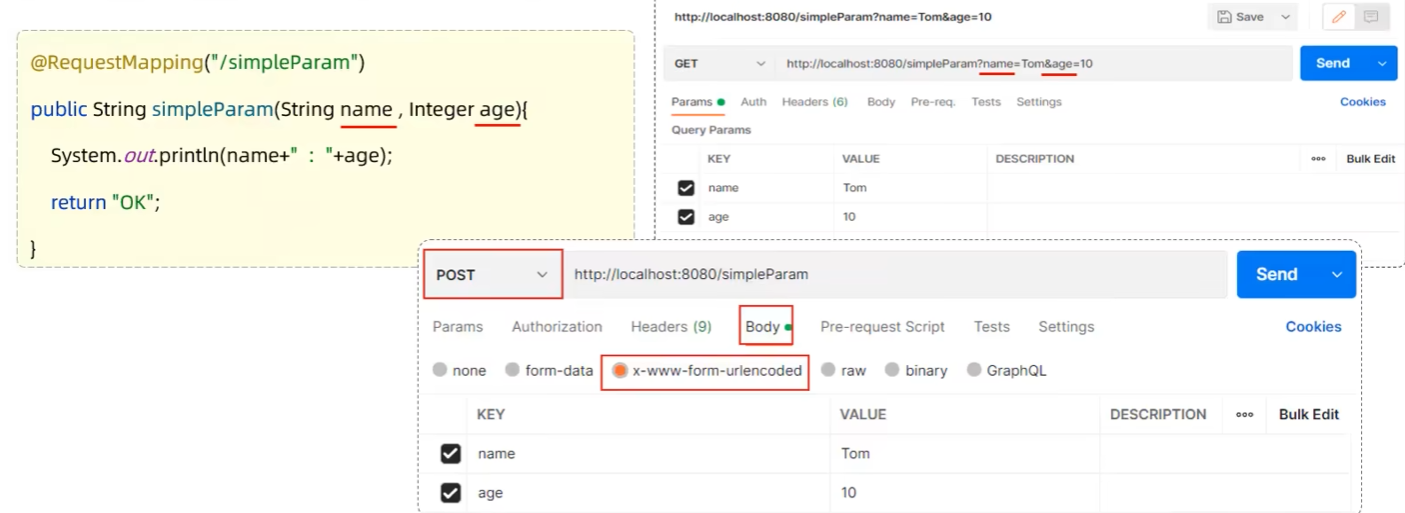 @RequestMapping("/simpleParam")
public String simpleParam(String name , Integer age){
System.out.println(name+" : "+age);
return "OK";
}
http://localhost:8080/simpleParam?name=Tom&age=10
Save
GET
http://localhost:8080/simpleParam?name=Tom&age=10
Send
Params Auth Headers (6) Body Pre-req. Tests Settings Cookies
Query Params
KEY VALUE DESCRIPTION ooo Bulk Edit
name Tom
age 10
POST http://localhost:8080/simpleParam Send
Params Authorization Headers (9) Body Pre-request Script Tests Settings Cookies
none form-data x-www-form-urlencoded raw binary GraphQL
KEY VALUE DESCRIPTION ooo Bulk Edit
name Tom
age 10